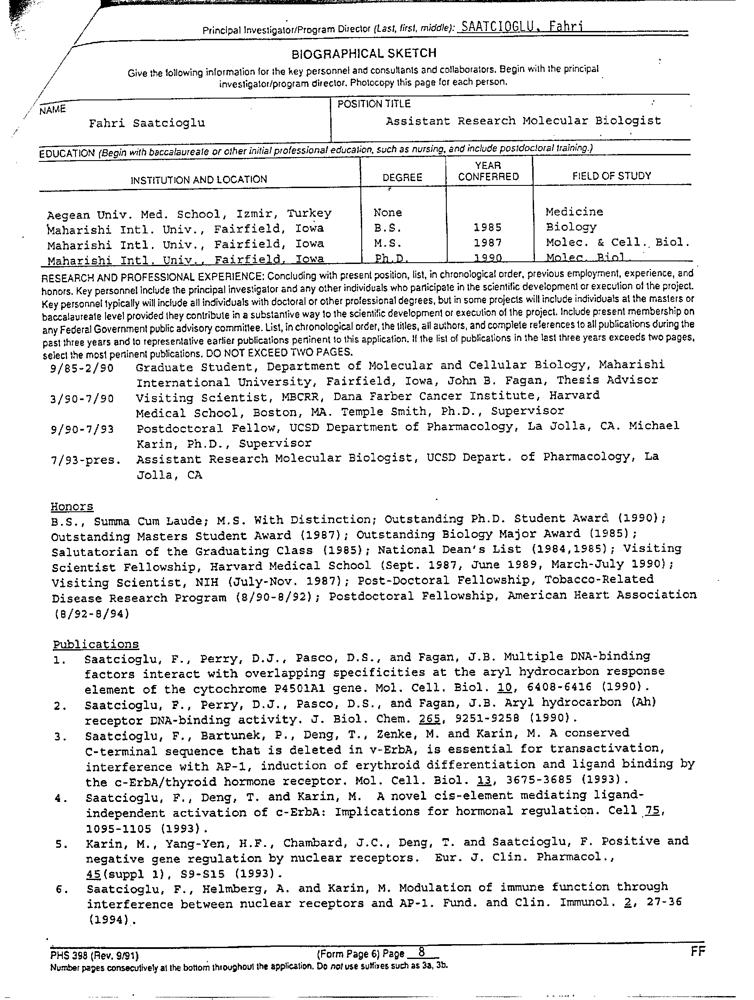 Principal Investigator/Program Director (Last, first, middle): SAATCIOGLU, Fahri
BIOGRAPHICAL SKETCH
Give the following information for the key personnel and consultants and collaborators. Begin with the principal
investigator/program director. Photocopy this page for each person.
NAME
POSITION TITLE
Fahri Saatcioglu
Assistant Research Molecular Biologist
EDUCATION (Begin with baccalaureate or other initial professional education, such as nursing, and include postdoctoral training.)
INSTITUTION AND LOCATION DEGREE YEAR CONFERRED FIELD OF STUDY
Aegean Univ. Med. School, Izmir, Turkey None Medicine
Maharishi Intl. Univ., Fairfield, Iowa B.S. 1985 Biology
Maharishi Intl. Univ., Fairfield, Iowa M.S. 1987 Molec. & Cell. Biol.
Maharishi Intl. Univ., Fairfield, Iowa Ph.D. 1990 Molec. Biol.
RESEARCH AND PROFESSIONAL EXPERIENCE: Concluding with present position, list, in chronological order, previous employment, experience, and
honors. Key personnel include the principal investigator and any other individuals who participate in the scientific development or execution of the project.
Key personnel typically will include all individuals with doctoral or other professional degrees, but in some projects will include individuals at the masters or
baccalaureate level provided they contribute in a substantive way to the scientific development or execution of the project. Include present membership on
any Federal Government public advisory committee. List, in chronological order, the titles, all authors, and complete references to all publications during the
past three years and to representative earlier publications pertinent to this application. If the list of publications in the last three years exceeds two pages,
select the most pertinent publications. DO NOT EXCEED TWO PAGES.
9/85-2/90 Graduate Student, Department of Molecular and Cellular Biology, Maharishi
International University, Fairfield, Iowa, John B. Fagan, Thesis Advisor
3/90-7/90 Visiting Scientist, MBCRR, Dana Farber Cancer Institute, Harvard
Medical School, Boston, MA. Temple Smith, Ph.D., Supervisor
9/90-7/93 Postdoctoral Fellow, UCSD Department of Pharmacology, La Jolla, CA. Michael
Karin, Ph.D., Supervisor
7/93-pres. Assistant Research Molecular Biologist, UCSD Depart. of Pharmacology, La
Jolla, CA
Honors
B.S., Summa Cum Laude; M.S. With Distinction; Outstanding Ph.D. Student Award (1990);
Outstanding Masters Student Award (1987); Outstanding Biology Major Award (1985);
Salutatorian of the Graduating Class (1985); National Dean's List (1984,1985); Visiting
Scientist Fellowship, Harvard Medical School (Sept. 1987, June 1989, March-July 1990);
Visiting Scientist, NIH (July-Nov. 1987); Post-Doctoral Fellowship, Tobacco-Related
Disease Research Program (8/90-8/92); Postdoctoral Fellowship, American Heart Association
(8/92-8/94)
Publications
1. Saatcioglu, F., Perry, D.J., Pasco, D.S., and Fagan, J.B. Multiple DNA-binding
factors interact with overlapping specificities at the aryl hydrocarbon response
element of the cytochrome P4501A1 gene. Mol. Cell. Biol. 10, 6408-6416 (1990).
2. Saatcioglu, F., Perry, D.J., Pasco, D.S., and Fagan, J.B. Aryl hydrocarbon (Ah)
receptor DNA-binding activity. J. Biol. Chem. 265, 9251-9258 (1990).
3. Saatcioglu, F., Bartunek, P., Deng, T., Zenke, M. and Karin, M. A conserved
C-terminal sequence that is deleted in v-ErbA, is essential for transactivation,
interference with AP-1, induction of erythroid differentiation and ligand binding by
the c-ErbA/thyroid hormone receptor. Mol. Cell. Biol. 13, 3675-3685 (1993).
4. Saatcioglu, F., Deng, T. and Karin, M. A novel cis-element mediating ligand-
independent activation of c-ErbA: Implications for hormonal regulation. Cell 75,
1095-1105 (1993).
5. Karin, M., Yang-Yen, H.F., Chambard, J.C., Deng, T. and Saatcioglu, F. Positive and
negative gene regulation by nuclear receptors. Eur. J. Clin. Pharmacol.,
45(suppl 1), S9-S15 (1993).
6. Saatcioglu, F., Helmberg, A. and Karin, M. Modulation of immune function through
interference between nuclear receptors and AP-1. Fund. and Clin. Immunol. 2, 27-36
(1994).
PHS 398 (Rev. 9/91) (Form Page 6) Page 8 FF
Number pages consecutively at the bottom throughout the application. Do not use suffixes such as 3a, 3b.